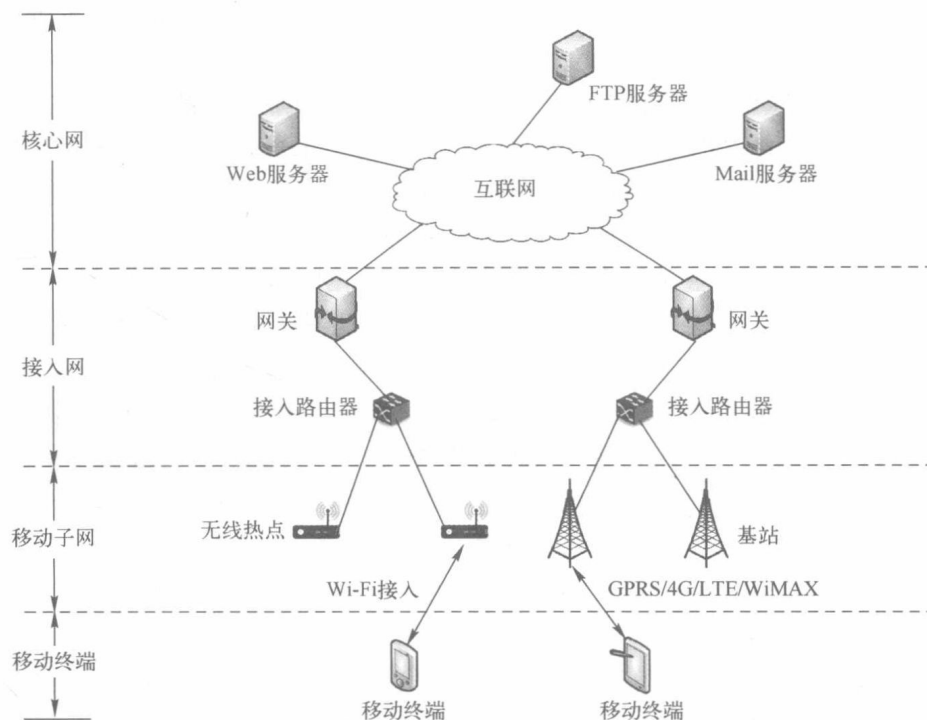 FTP服务器
核心网
Web服务器
Mail服务器
互联网
网关
网关
接入网
接入路由器
接入路由器
移动子网
无线热点
基站
Wi-Fi接入
GPRS/4G/LTE/WiMAX
移动终端
移动终端
移动终端